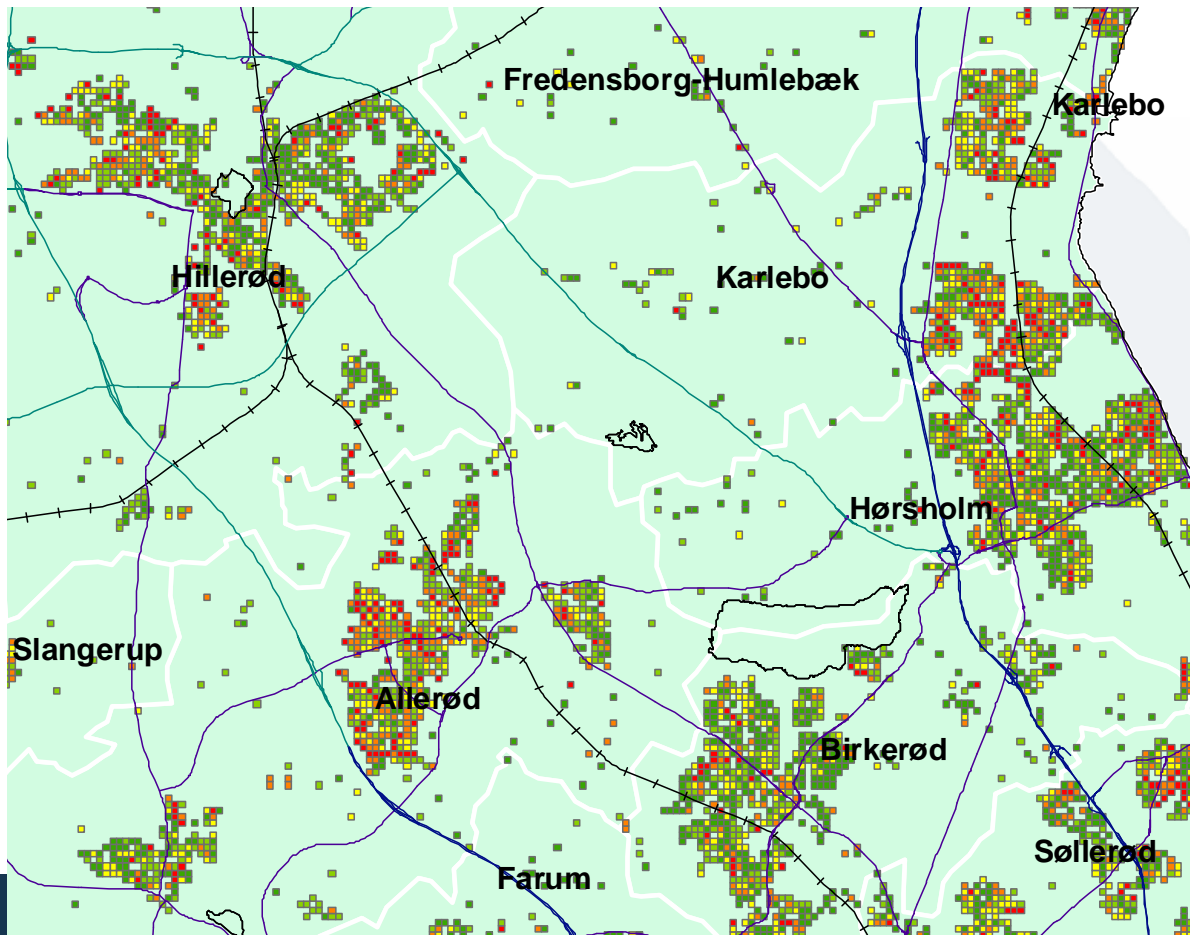 Fredensborg-Humlebæk
Karlebo
Hillerød
Karlebo
Hørsholm
Slangerup
Allerød
Birkerød
Søllerød
Farum